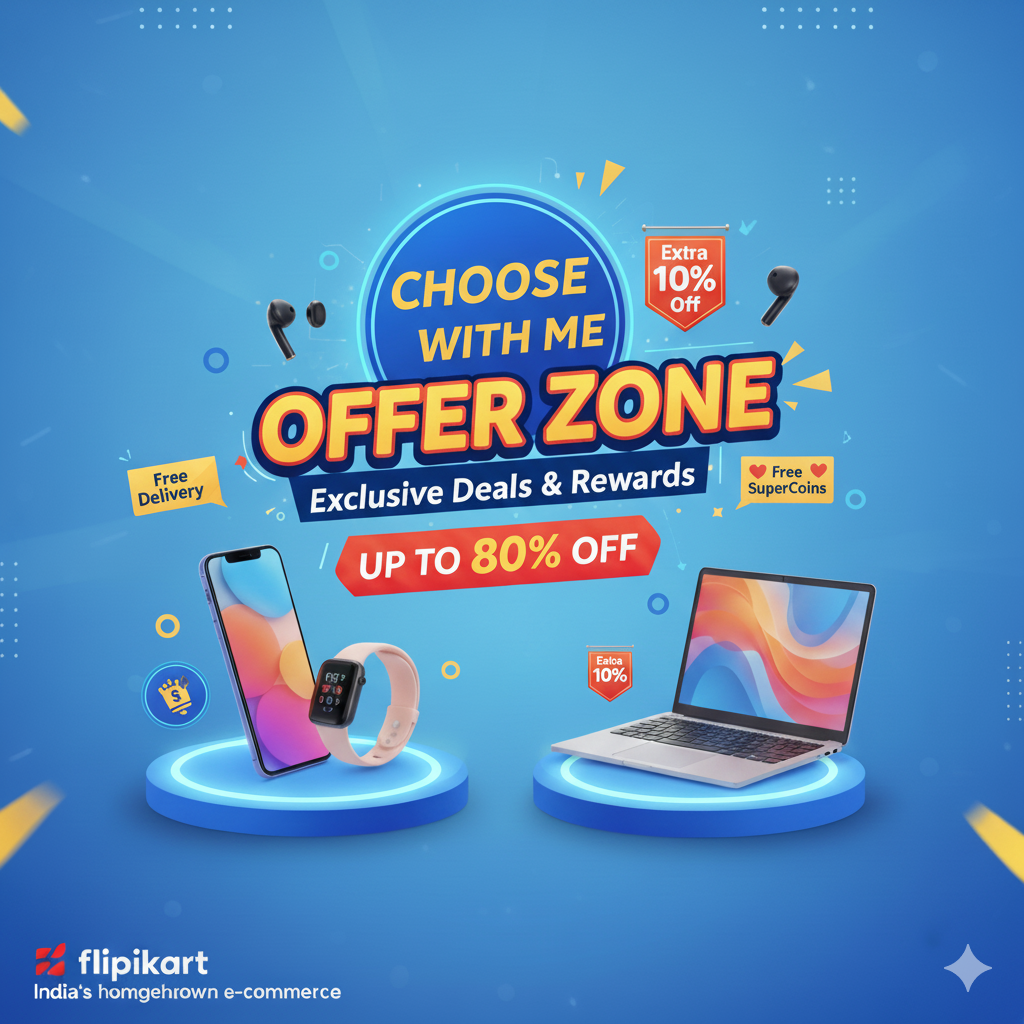 CHOOSE
WITH ME
Extra
10%
Off
OFFER ZONE
Exclusive Deals & Rewards
Free
Delivery
Free
SuperCoins
UP TO 80% OFF
Ealoa
10%
$
flipikart
India's homgehrown e-commerce